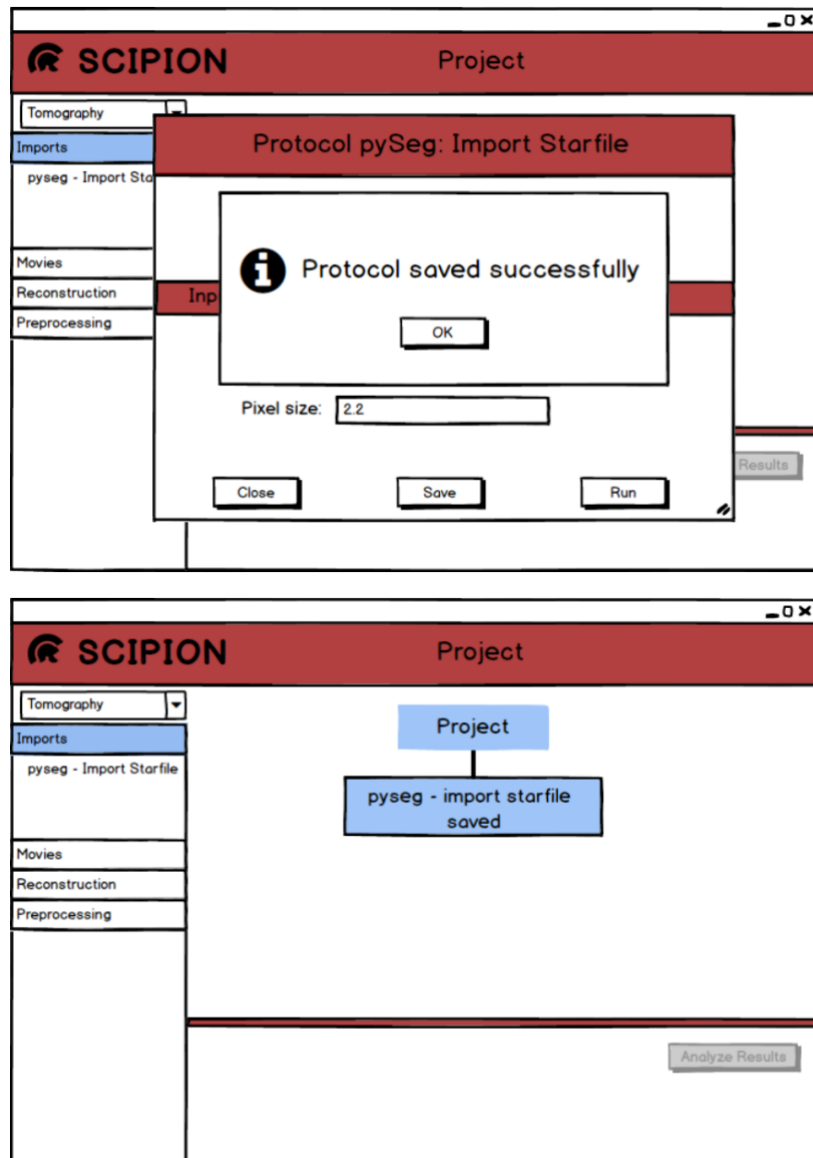 SCIPION
Project
Tomography
Protocol pySeg: Import Starfile
Imports
pyseg - Import Sta
Protocol saved successfully
Movies
Reconstruction
Inp
Preprocessing
OK
Pixel size: 2.2
Results
Close
Save
Run
SCIPION
Project
Tomography
Project
Imports
pyseg - Import Starfile
pyseg - import starfile
saved
Movies
Reconstruction
Preprocessing
Analyze Results